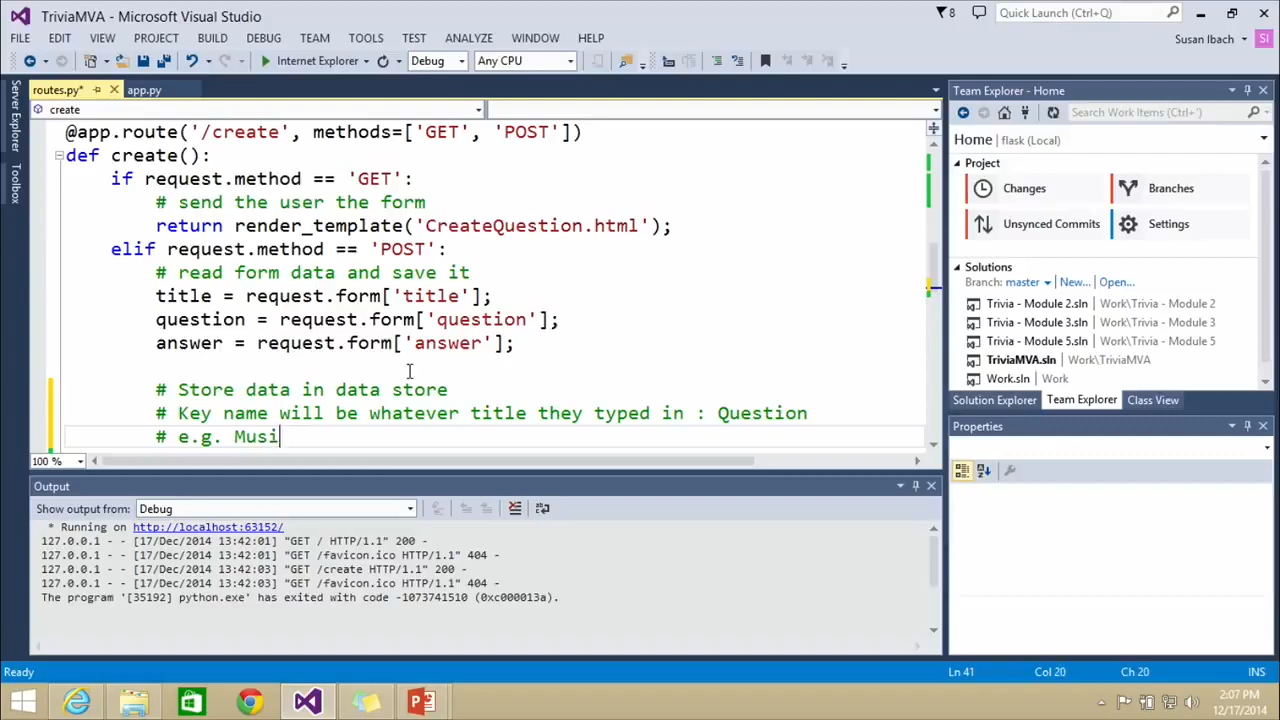 TriviaMVA - Microsoft Visual Studio
8
Quick Launch (Ctrl+Q)
FILE EDIT VIEW PROJECT BUILD DEBUG TEAM TOOLS TEST ANALYZE WINDOW HELP
Susan Ibach SI
Internet Explorer Debug Any CPU
Server Explorer
Toolbox
routes.py* app.py
create
@app.route('/create', methods=['GET', 'POST'])
def create():
if request.method == 'GET':
# send the user the form
return render_template('CreateQuestion.html');
elif request.method == 'POST':
# read form data and save it
title = request.form['title'];
question = request.form['question'];
answer = request.form['answer'];
# Store data in data store
# Key name will be whatever title they typed in : Question
# e.g. Musi
100 %
Output
Show output from: Debug
* Running on http://localhost:63152/
127.0.0.1 - - [17/Dec/2014 13:42:01] "GET / HTTP/1.1" 200 -
127.0.0.1 - - [17/Dec/2014 13:42:01] "GET /favicon.ico HTTP/1.1" 404 -
127.0.0.1 - - [17/Dec/2014 13:42:03] "GET /create HTTP/1.1" 200 -
127.0.0.1 - - [17/Dec/2014 13:42:03] "GET /favicon.ico HTTP/1.1" 404 -
The program '[35192] python.exe' has exited with code -1073741510 (0xc000013a).
Team Explorer - Home
Search Work Items (Ctrl+')
Home flask (Local)
Project
Changes Branches
Unsynced Commits Settings
Solutions
Branch: master New... Open...
Trivia - Module 2.sln Work\Trivia - Module 2
Trivia - Module 3.sln Work\Trivia - Module 3
Trivia - Module 5.sln Work\Trivia - Module 5
TriviaMVA.sln Work\TriviaMVA
Work.sln Work
Solution Explorer Team Explorer Class View
Properties
Ready Ln 41 Col 20 Ch 20 INS
2:07 PM
12/17/2014